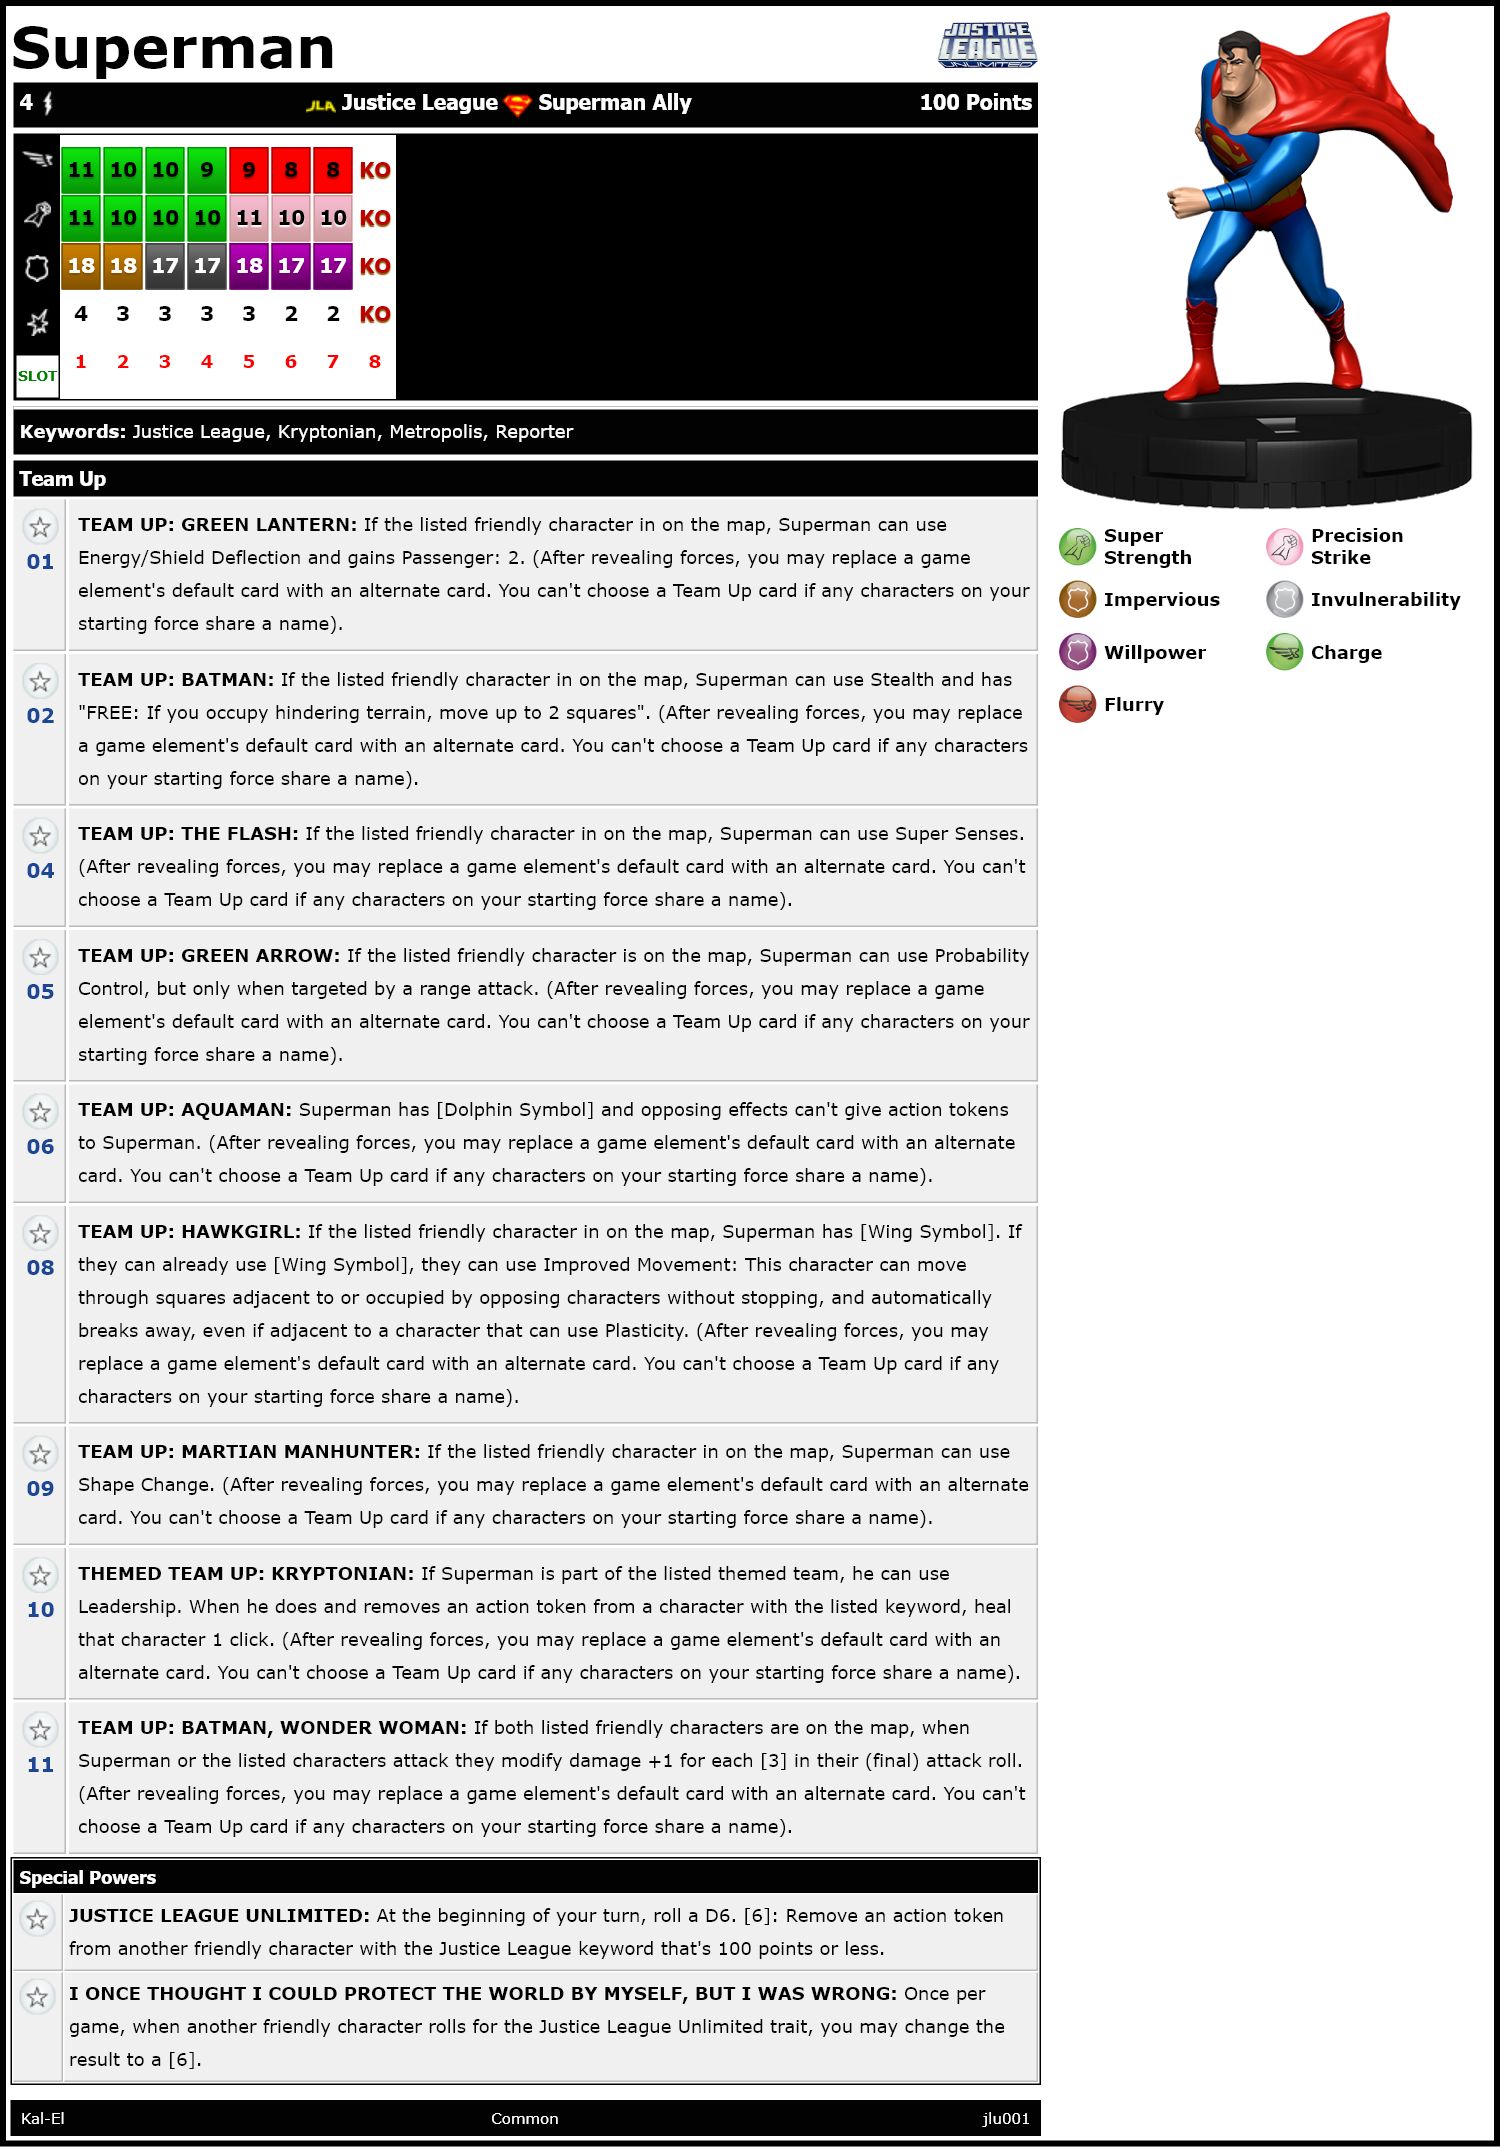 Superman
JUSTICE
LEAGUE
UNLIMITED
4 JLA Justice League Superman Ally 100 Points
11 10 10 9 9 8 8 KO
11 10 10 10 11 10 10 KO
18 18 17 17 18 17 17 KO
4 3 3 3 3 2 2 KO
SLOT 1 2 3 4 5 6 7 8
Keywords: Justice League, Kryptonian, Metropolis, Reporter
Team Up
01
TEAM UP: GREEN LANTERN: If the listed friendly character in on the map, Superman can use
Energy/Shield Deflection and gains Passenger: 2. (After revealing forces, you may replace a game
element's default card with an alternate card. You can't choose a Team Up card if any characters on your
starting force share a name).
02
TEAM UP: BATMAN: If the listed friendly character in on the map, Superman can use Stealth and has
"FREE: If you occupy hindering terrain, move up to 2 squares". (After revealing forces, you may replace
a game element's default card with an alternate card. You can't choose a Team Up card if any characters
on your starting force share a name).
04
TEAM UP: THE FLASH: If the listed friendly character in on the map, Superman can use Super Senses.
(After revealing forces, you may replace a game element's default card with an alternate card. You can't
choose a Team Up card if any characters on your starting force share a name).
05
TEAM UP: GREEN ARROW: If the listed friendly character is on the map, Superman can use Probability
Control, but only when targeted by a range attack. (After revealing forces, you may replace a game
element's default card with an alternate card. You can't choose a Team Up card if any characters on your
starting force share a name).
06
TEAM UP: AQUAMAN: Superman has [Dolphin Symbol] and opposing effects can't give action tokens
to Superman. (After revealing forces, you may replace a game element's default card with an alternate
card. You can't choose a Team Up card if any characters on your starting force share a name).
08
TEAM UP: HAWKGIRL: If the listed friendly character in on the map, Superman has [Wing Symbol]. If
they can already use [Wing Symbol], they can use Improved Movement: This character can move
through squares adjacent to or occupied by opposing characters without stopping, and automatically
breaks away, even if adjacent to a character that can use Plasticity. (After revealing forces, you may
replace a game element's default card with an alternate card. You can't choose a Team Up card if any
characters on your starting force share a name).
09
TEAM UP: MARTIAN MANHUNTER: If the listed friendly character in on the map, Superman can use
Shape Change. (After revealing forces, you may replace a game element's default card with an alternate
card. You can't choose a Team Up card if any characters on your starting force share a name).
10
THEMED TEAM UP: KRYPTONIAN: If Superman is part of the listed themed team, he can use
Leadership. When he does and removes an action token from a character with the listed keyword, heal
that character 1 click. (After revealing forces, you may replace a game element's default card with an
alternate card. You can't choose a Team Up card if any characters on your starting force share a name).
11
TEAM UP: BATMAN, WONDER WOMAN: If both listed friendly characters are on the map, when
Superman or the listed characters attack they modify damage +1 for each [3] in their (final) attack roll.
(After revealing forces, you may replace a game element's default card with an alternate card. You can't
choose a Team Up card if any characters on your starting force share a name).
Special Powers
JUSTICE LEAGUE UNLIMITED: At the beginning of your turn, roll a D6. [6]: Remove an action token
from another friendly character with the Justice League keyword that's 100 points or less.
I ONCE THOUGHT I COULD PROTECT THE WORLD BY MYSELF, BUT I WAS WRONG: Once per
game, when another friendly character rolls for the Justice League Unlimited trait, you may change the
result to a [6].
Kal-El Common jlu001
Super
Strength
Precision
Strike
Impervious
Invulnerability
Willpower
Charge
Flurry